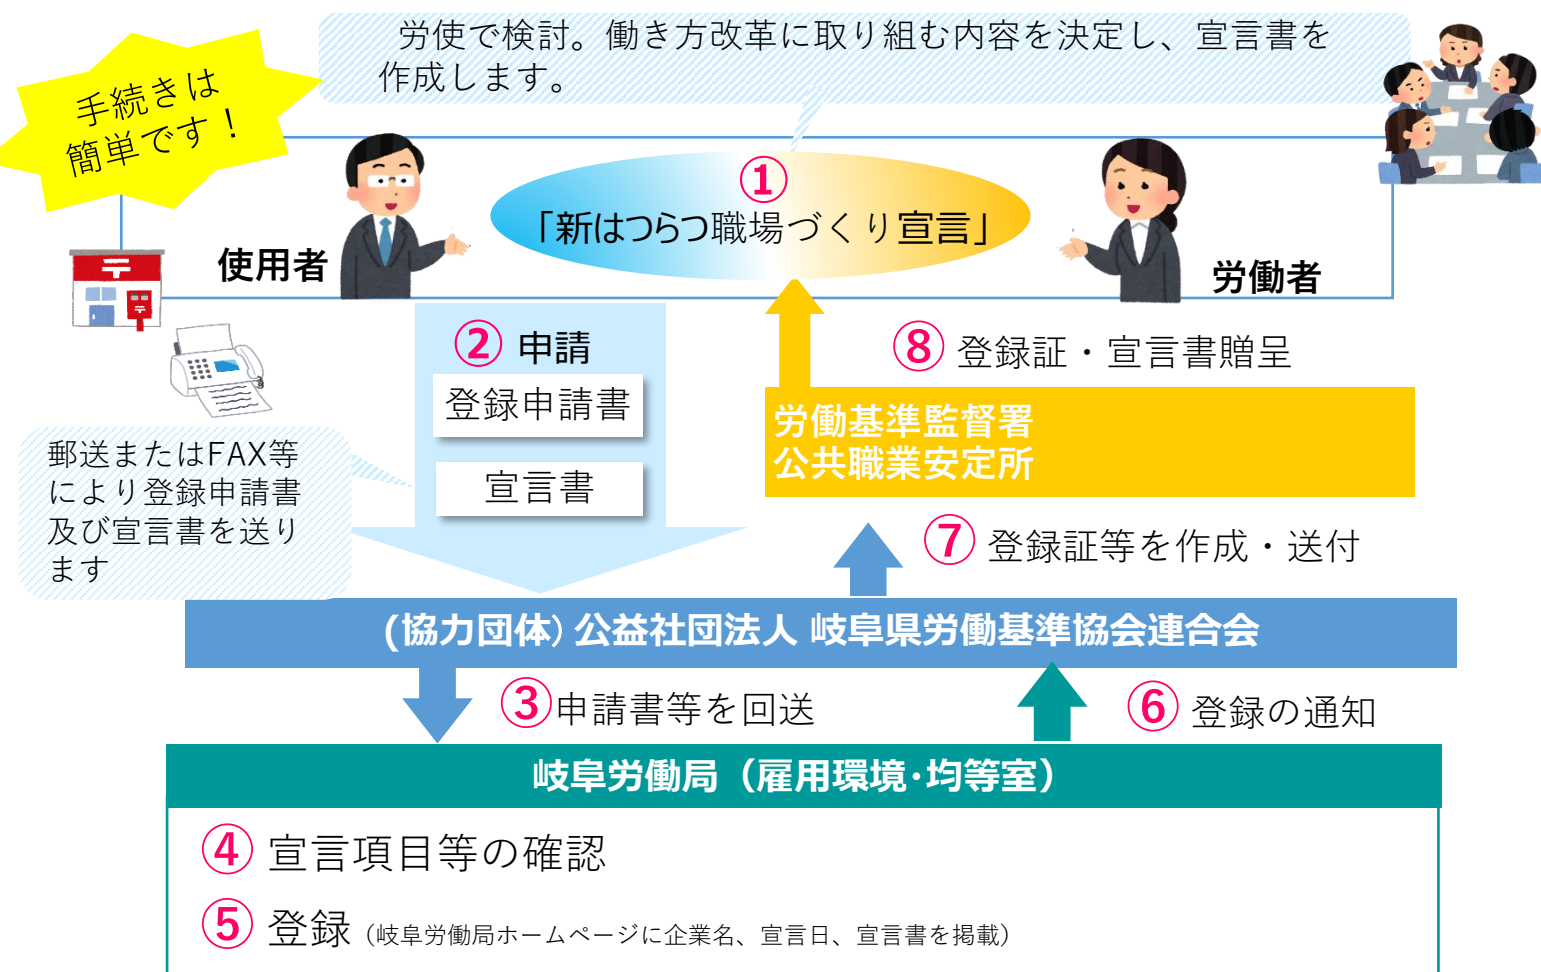 労使で検討。働き方改革に取り組む内容を決定し、宣言書を
作成します。
手続きは
簡単です！
①
「新はつらつ職場づくり宣言」
使用者
労働者
② 申請
登録申請書
宣言書
⑧ 登録証・宣言書贈呈
労働基準監督署
公共職業安定所
郵送またはFAX等
により登録申請書
及び宣言書を送り
ます
⑦ 登録証等を作成・送付
(協力団体) 公益社団法人 岐阜県労働基準協会連合会
③申請書等を回送
⑥ 登録の通知
岐阜労働局（雇用環境・均等室）
④ 宣言項目等の確認
⑤ 登録（岐阜労働局ホームページに企業名、宣言日、宣言書を掲載）